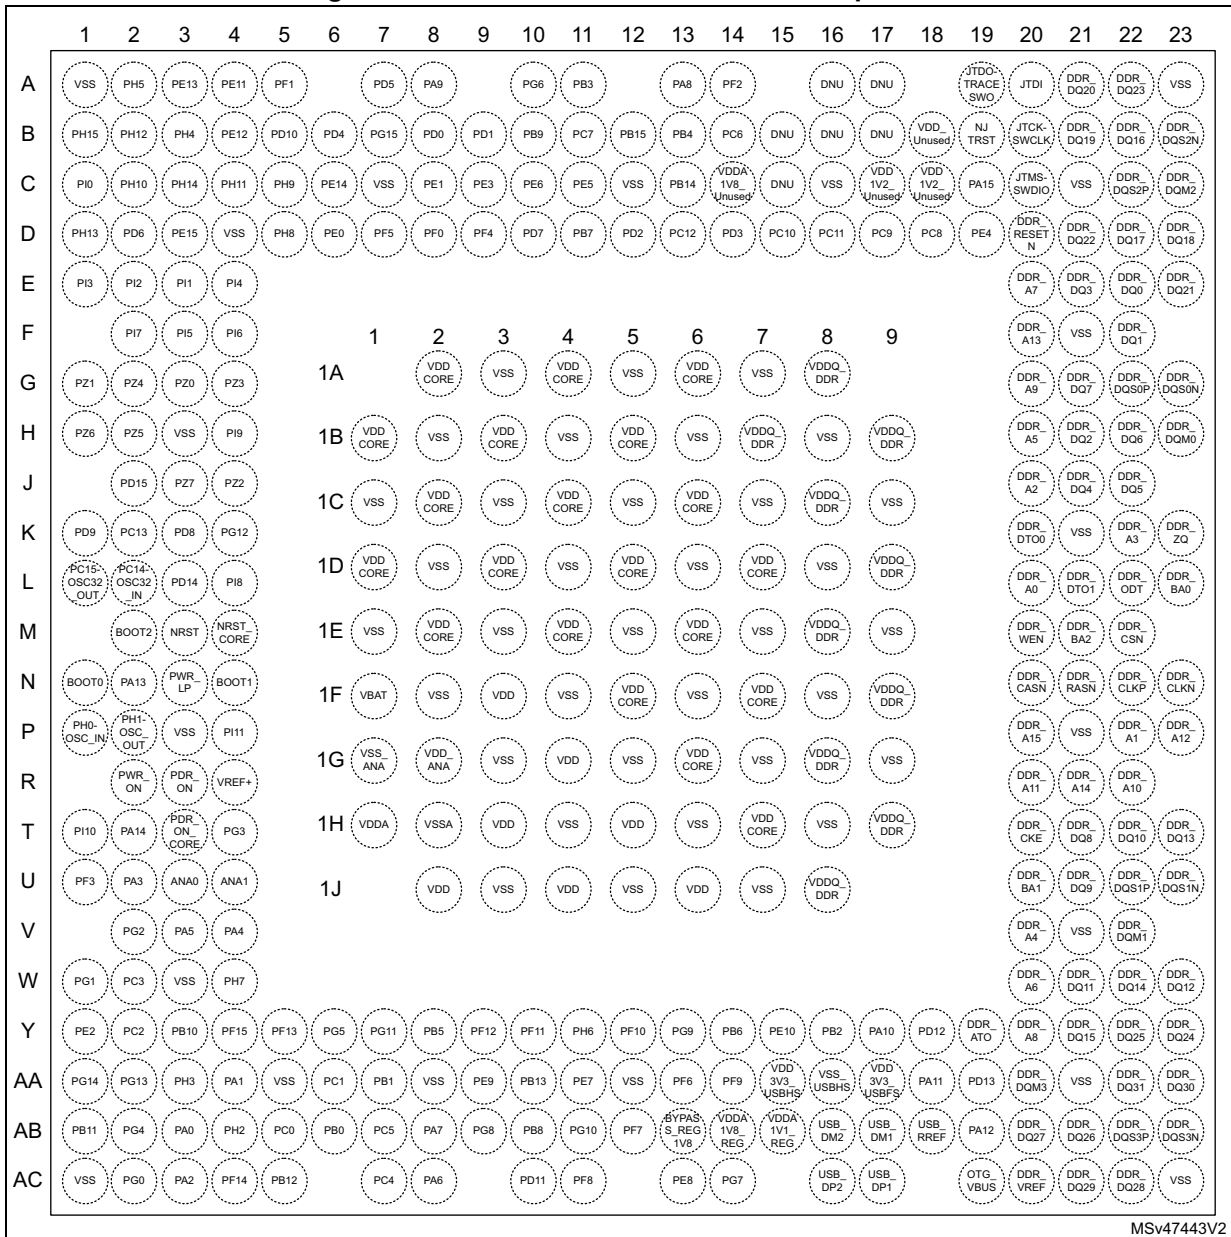 1 2 3 4 5 6 7 8 9 10 11 12 13 14 15 16 17 18 19 20 21 22 23
A VSS PH5 PE13 PE11 PF1 PD5 PA9 PG6 PB3 PA8 PF2 DNU DNU JTDO-TRACESWO JTDI DDR_DQ20 DDR_DQ23 VSS
B PH15 PH12 PH4 PE12 PD10 PD4 PG15 PD0 PD1 PB9 PC7 PB15 PB4 PC6 DNU DNU DNU VDD_Unused NJTRST JTCK-SWCLK DDR_DQ19 DDR_DQ16 DDR_DQS2N
C PI0 PH10 PH14 PH11 PH9 PE14 VSS PE1 PE3 PE6 PE5 VSS PB14 VDDA1V8_Unused DNU VSS VDD1V2_Unused VDD1V2_Unused PA15 JTMS-SWDIO VSS DDR_DQS2P DDR_DQM2
D PH13 PD6 PE15 VSS PH8 PE0 PF5 PF0 PF4 PD7 PB7 PD2 PC12 PD3 PC10 PC11 PC9 PC8 PE4 DDR_RESETN DDR_DQ22 DDR_DQ17 DDR_DQ18
E PI3 PI2 PI1 PI4 DDR_A7 DDR_DQ3 DDR_DQ0 DDR_DQ21
F PI7 PI5 PI6 DDR_A13 VSS DDR_DQ1
G PZ1 PZ4 PZ0 PZ3 DDR_A9 DDR_DQ7 DDR_DQS0P DDR_DQS0N
H PZ6 PZ5 VSS PI9 DDR_A5 DDR_DQ2 DDR_DQ6 DDR_DQM0
J PD15 PZ7 PZ2 DDR_A2 DDR_DQ4 DDR_DQ5
K PD9 PC13 PD8 PG12 DDR_DTO0 VSS DDR_A3 DDR_ZQ
L PC15-OSC32_OUT PC14-OSC32_IN PD14 PI8 DDR_A0 DDR_DTO1 DDR_ODT DDR_BA0
M BOOT2 NRST NRST_CORE DDR_WEN DDR_BA2 DDR_CSN
N BOOT0 PA13 PWR_LP BOOT1 DDR_CASN DDR_RASN DDR_CLKP DDR_CLKN
P PH0-OSC_IN PH1-OSC_OUT VSS PI11 DDR_A15 VSS DDR_A1 DDR_A12
R PWR_ON PDR_ON VREF+ DDR_A11 DDR_A14 DDR_A10
T PI10 PA14 PDR_ON_CORE PG3 DDR_CKE DDR_DQ8 DDR_DQ10 DDR_DQ13
U PF3 PA3 ANA0 ANA1 DDR_BA1 DDR_DQ9 DDR_DQS1P DDR_DQS1N
V PG2 PA5 PA4 DDR_A4 VSS DDR_DQM1
W PG1 PC3 VSS PH7 DDR_A6 DDR_DQ11 DDR_DQ14 DDR_DQ12
1 2 3 4 5 6 7 8 9
1A VDDCORE VSS VDDCORE VSS VDDCORE VSS VDDQ_DDR
1B VDDCORE VSS VDDCORE VSS VDDCORE VSS VDDQ_DDR VSS VDDQ_DDR
1C VSS VDDCORE VSS VDDCORE VSS VDDCORE VSS VDDQ_DDR VSS
1D VDDCORE VSS VDDCORE VSS VDDCORE VSS VDDCORE VSS VDDQ_DDR
1E VSS VDDCORE VSS VDDCORE VSS VDDCORE VSS VDDQ_DDR VSS
1F VBAT VSS VDD VSS VDDCORE VSS VDDCORE VSS VDDQ_DDR
1G VSS_ANA VDD_ANA VSS VDD VSS VDDCORE VSS VDDQ_DDR VSS
1H VDDA VSSA VDD VSS VDD VSS VDDCORE VSS VDDQ_DDR
1J VDD VSS VDD VSS VDD VSS VDDQ_DDR
Y PE2 PC2 PB10 PF15 PF13 PG5 PG11 PB5 PF12 PF11 PH6 PF10 PG9 PB6 PE10 PB2 PA10 PD12 DDR_ATO DDR_A8 DDR_DQ15 DDR_DQ25 DDR_DQ24
AA PG14 PG13 PH3 PA1 VSS PC1 PB1 VSS PE9 PB13 PE7 VSS PF6 PF9 VDD3V3_USBHS VSS_USBHS VDD3V3_USBFS PA11 PD13 DDR_DQM3 VSS DDR_DQ31 DDR_DQ30
AB PB11 PG4 PA0 PH2 PC0 PB0 PC5 PA7 PG8 PB8 PG10 PF7 BYPASS_REG1V8 VDDA1V8_REG VDDA1V1_REG USB_DM2 USB_DM1 USB_RREF PA12 DDR_DQ27 DDR_DQ26 DDR_DQS3P DDR_DQS3N
AC VSS PG0 PA2 PF14 PB12 PC4 PA6 PD11 PF8 PE8 PG7 USB_DP2 USB_DP1 OTG_VBUS DDR_VREF DDR_DQ29 DDR_DQ28 VSS
MSv47443V2